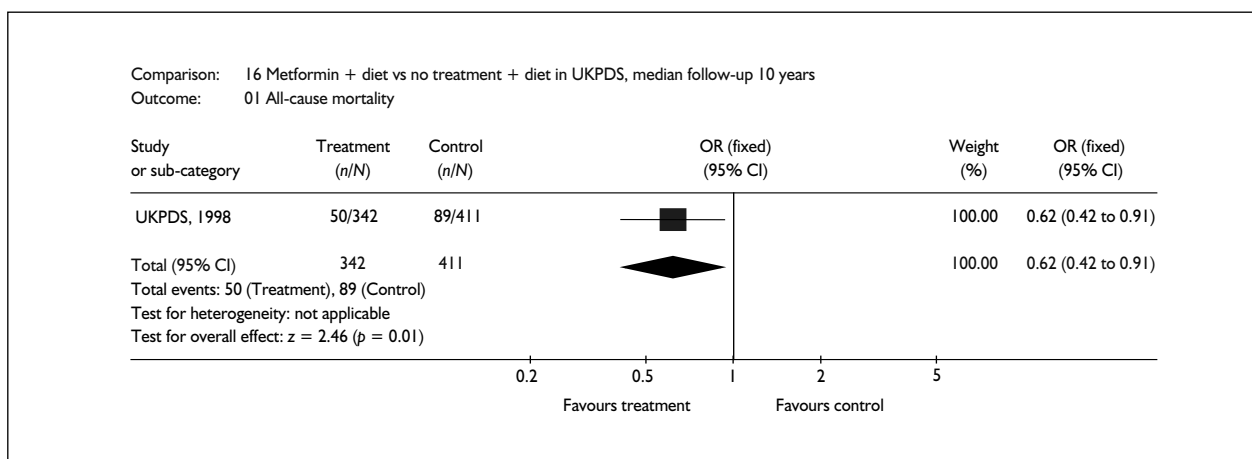 Comparison: 16 Metformin + diet vs no treatment + diet in UKPDS, median follow-up 10 years
Outcome: 01 All-cause mortality
Study Treatment Control OR (fixed) Weight OR (fixed)
or sub-category (n/N) (n/N) (95% CI) (%) (95% CI)
UKPDS, 1998 50/342 89/411 100.00 0.62 (0.42 to 0.91)
Total (95% CI) 342 411 100.00 0.62 (0.42 to 0.91)
Total events: 50 (Treatment), 89 (Control)
Test for heterogeneity: not applicable
Test for overall effect: z = 2.46 (p = 0.01)
0.2 0.5 1 2 5
Favours treatment Favours control